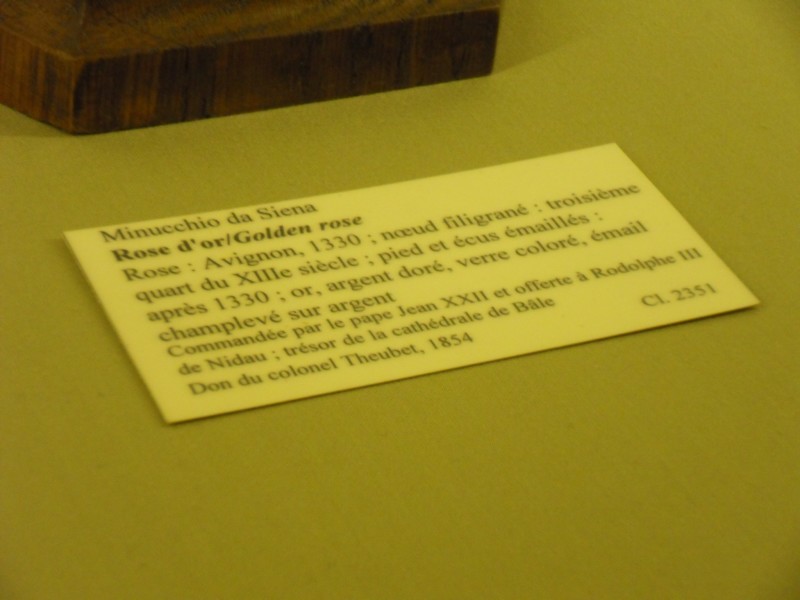 Minucchio da Siena
Rose d'or/Golden rose
Rose : Avignon, 1330 ; nœud filigrané : troisième
quart du XIIIe siècle ; pied et écus émaillés :
après 1330 ; or, argent doré, verre coloré, émail
champlevé sur argent
Commandée par le pape Jean XXII et offerte à Rodolphe III
de Nidau ; trésor de la cathédrale de Bâle
Don du colonel Theubet, 1854
Cl. 2351